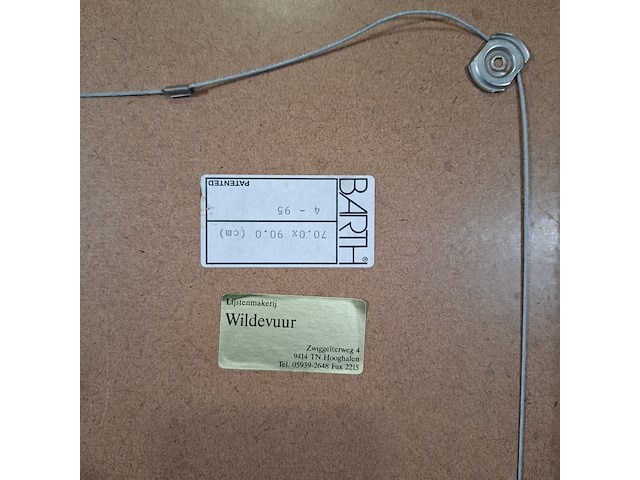 BARTH®
70.0x 90.0 (cm)
4 - 95
PATENTED
Lijstenmakerij
Wildevuur
Zwiggelterweg 4
9414 TN Hooghalen
Tel. 05939-2648 Fax 2215